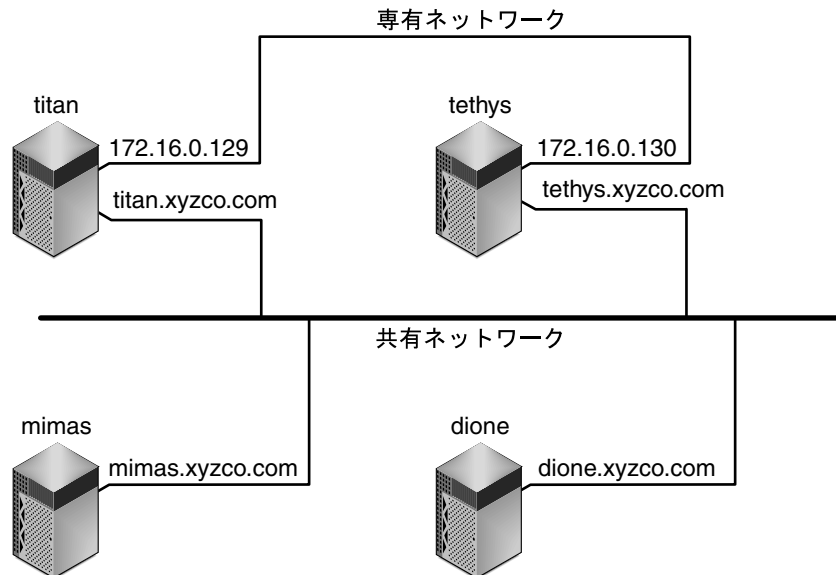 専有ネットワーク
titan
tethys
172.16.0.129
172.16.0.130
titan.xyzco.com
tethys.xyzco.com
共有ネットワーク
mimas
dione
mimas.xyzco.com
dione.xyzco.com